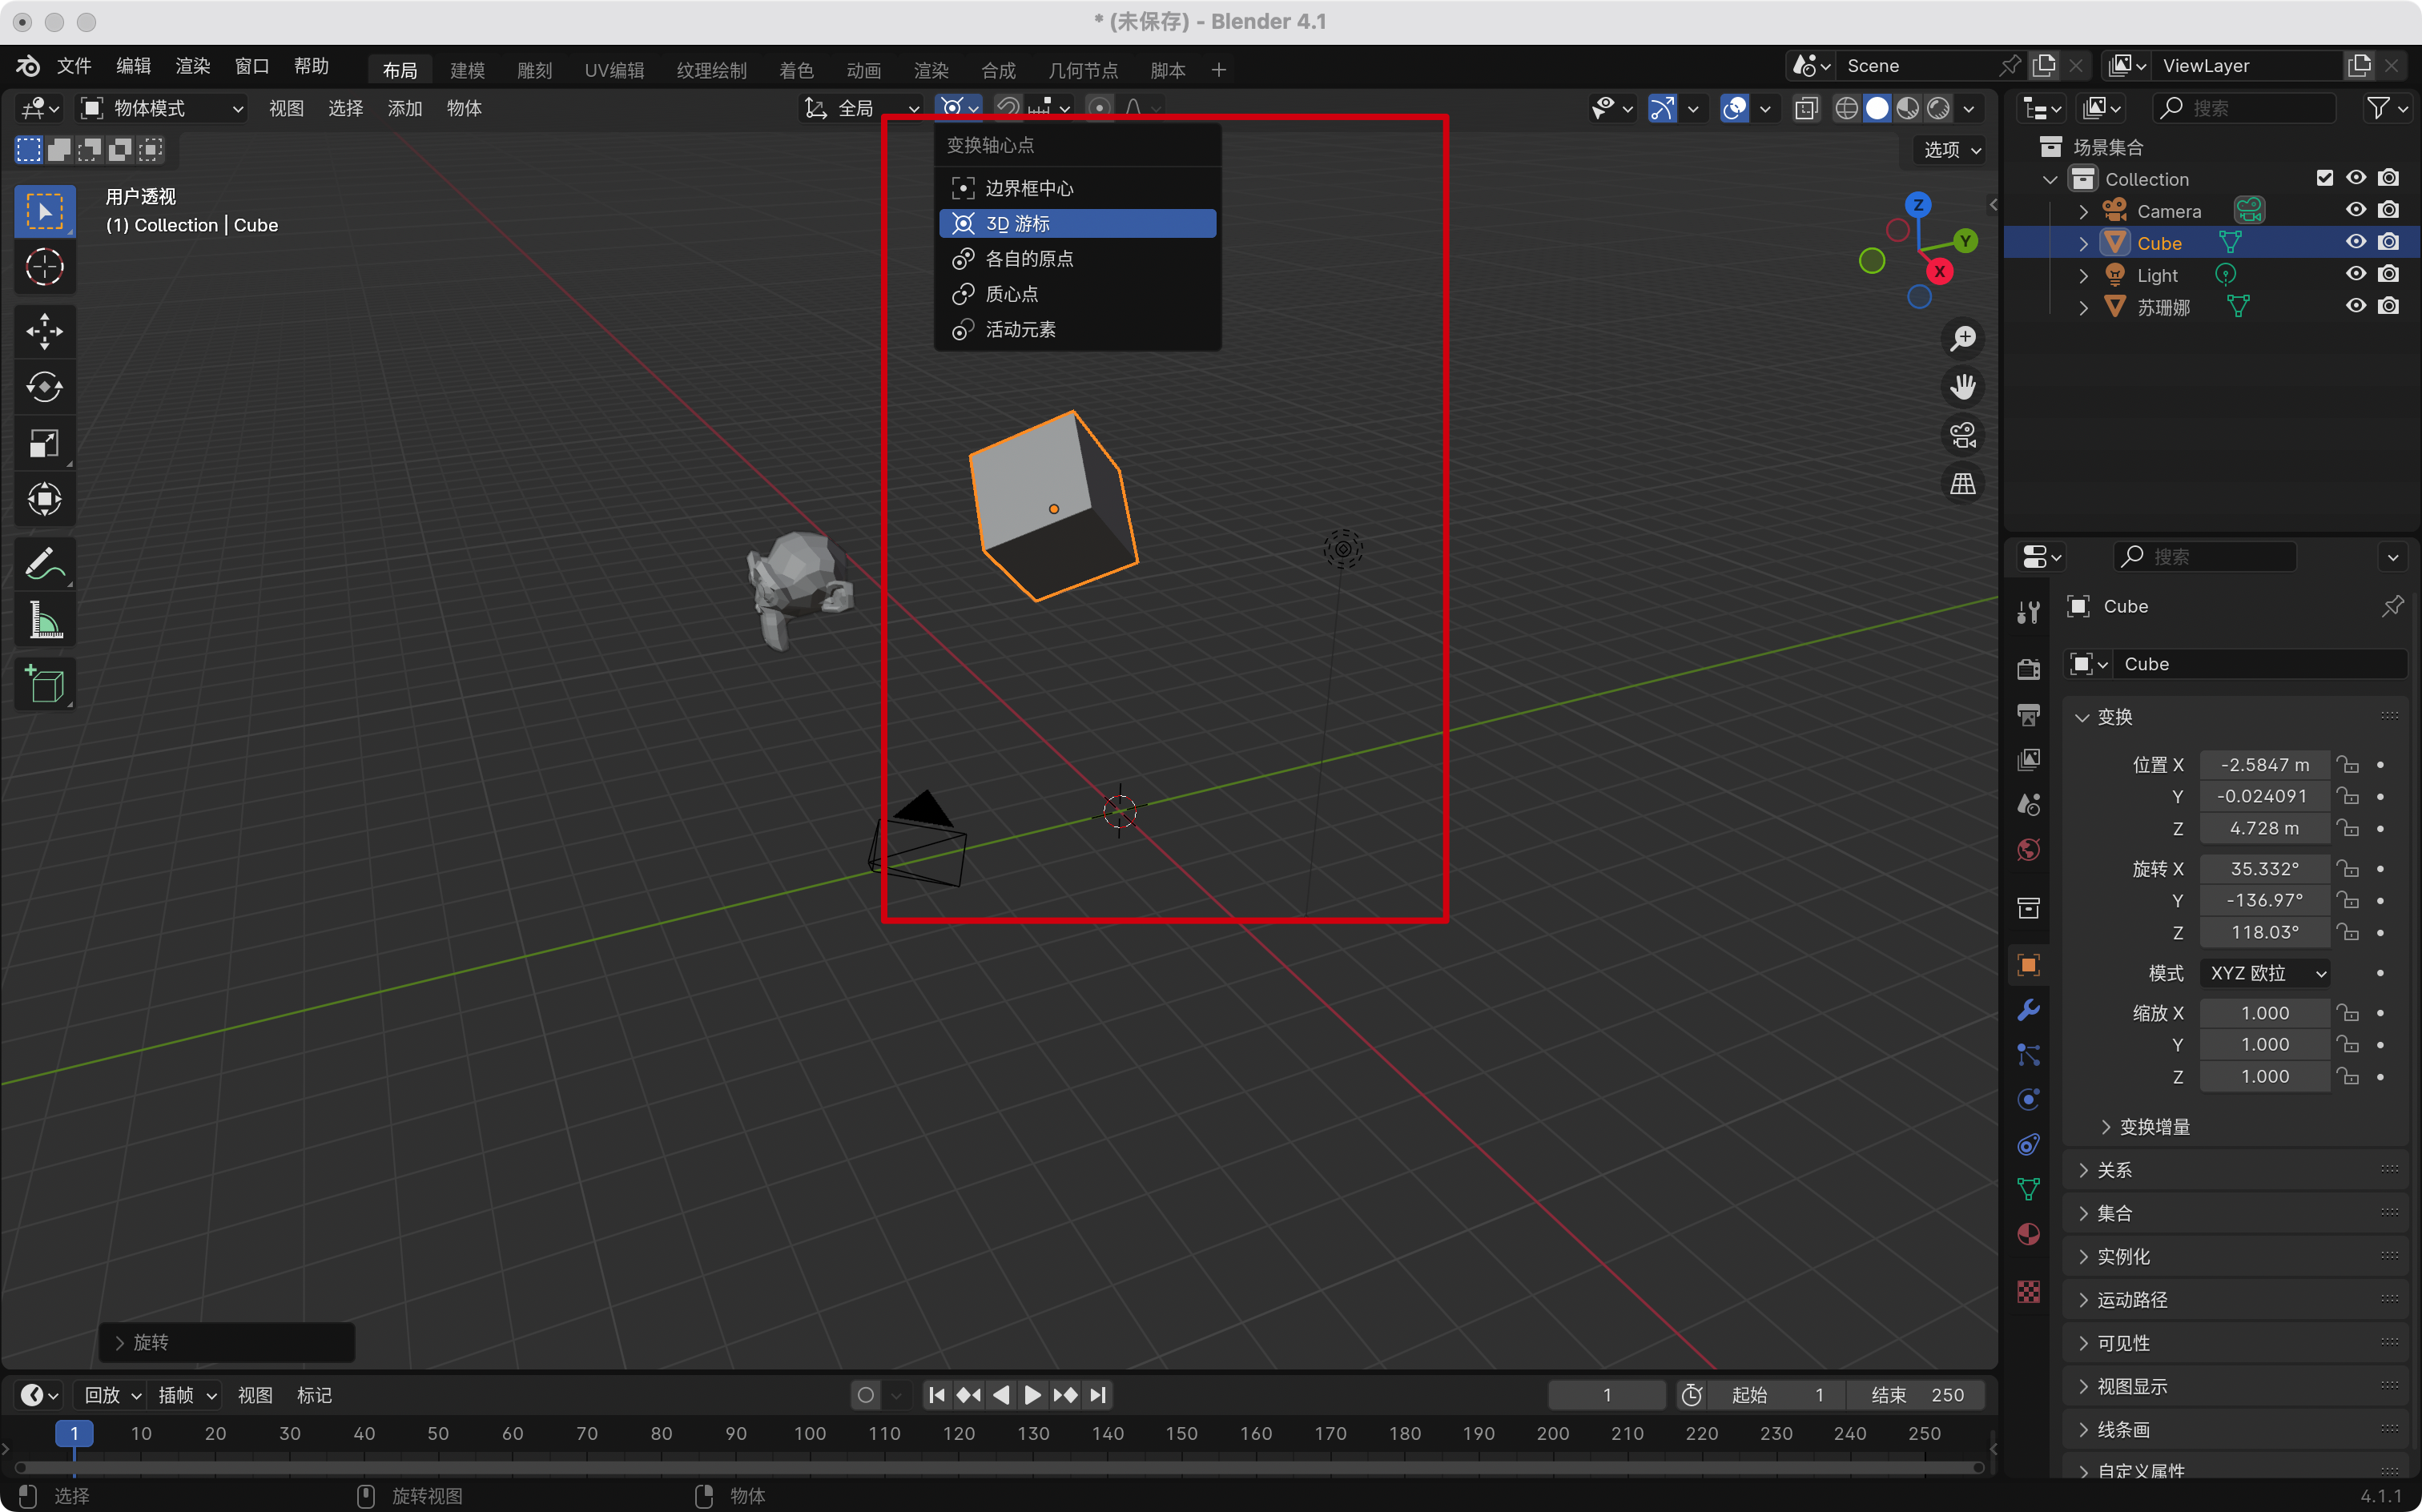 * (未保存) - Blender 4.1
文件 编辑 渲染 窗口 帮助 布局 建模 雕刻 UV编辑 纹理绘制 着色 动画 渲染 合成 几何节点 脚本 + Scene ViewLayer
物体模式 视图 选择 添加 物体 全局 搜索
选项
用户透视
(1) Collection | Cube
变换轴心点
边界框中心
3D 游标
各自的原点
质心点
活动元素
Z
Y
X
场景集合
Collection
Camera
Cube
Light
苏珊娜
搜索
Cube
Cube
变换
位置 X -2.5847 m
Y -0.024091
Z 4.728 m
旋转 X 35.332°
Y -136.97°
Z 118.03°
模式 XYZ 欧拉
缩放 X 1.000
Y 1.000
Z 1.000
变换增量
关系
集合
实例化
运动路径
可见性
视图显示
线条画
自定义属性
旋转
回放 插帧 视图 标记 1 起始 1 结束 250
1 10 20 30 40 50 60 70 80 90 100 110 120 130 140 150 160 170 180 190 200 210 220 230 240 250
选择 旋转视图 物体 4.1.1